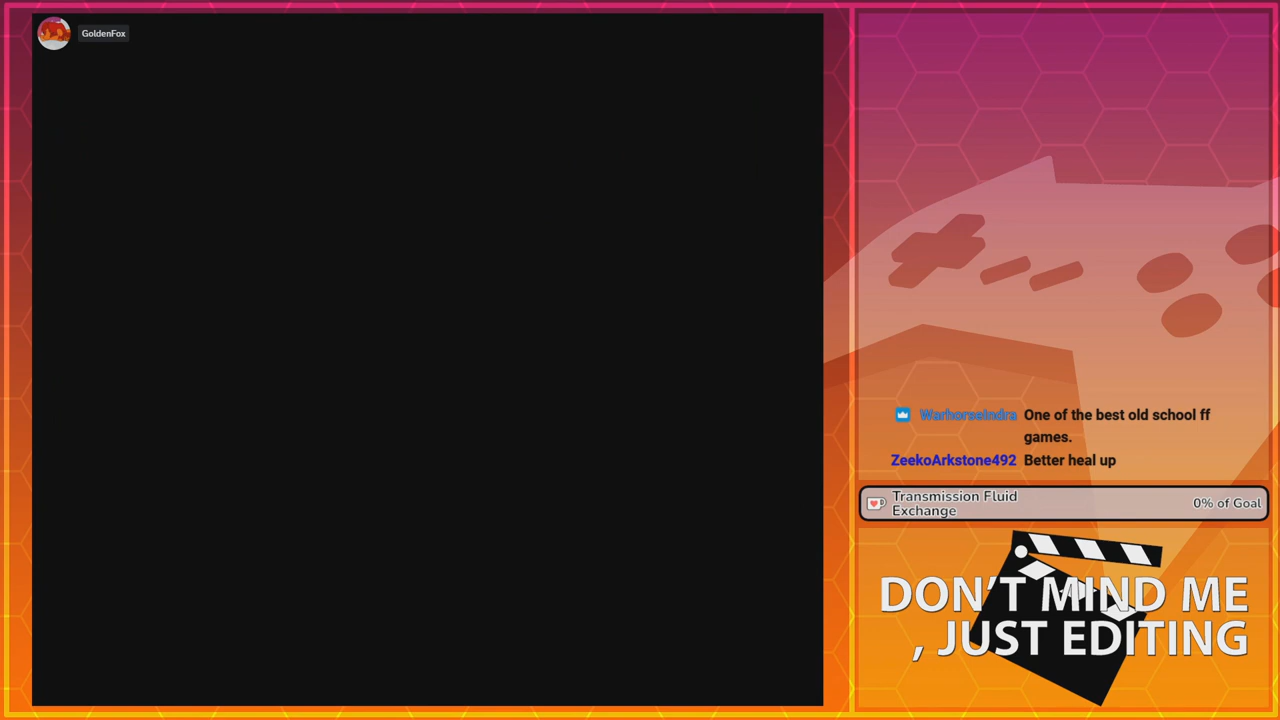 GoldenFox
WarhorseIndra One of the best old school ff
games.
ZeekoArkstone492 Better heal up
Transmission Fluid
Exchange
0% of Goal
DON'T MIND ME
, JUST EDITING